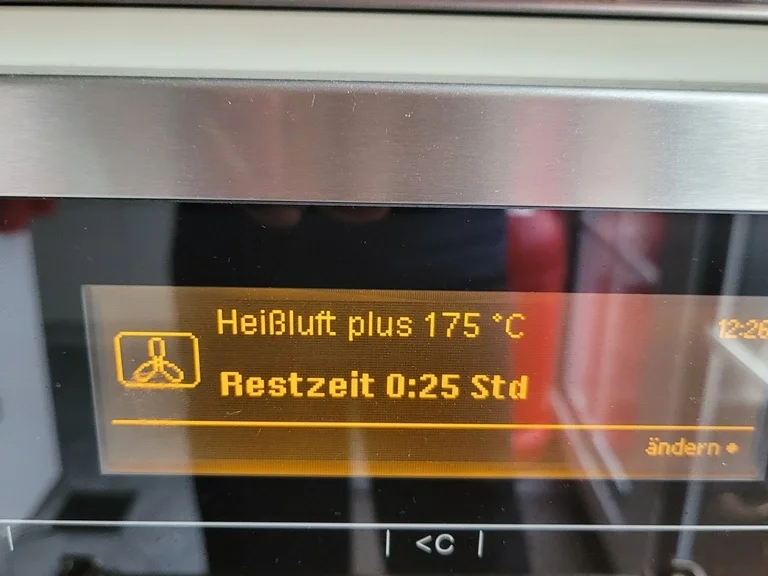 Heißluft plus 175 °C
12:26
Restzeit 0:25 Std
ändern
<C